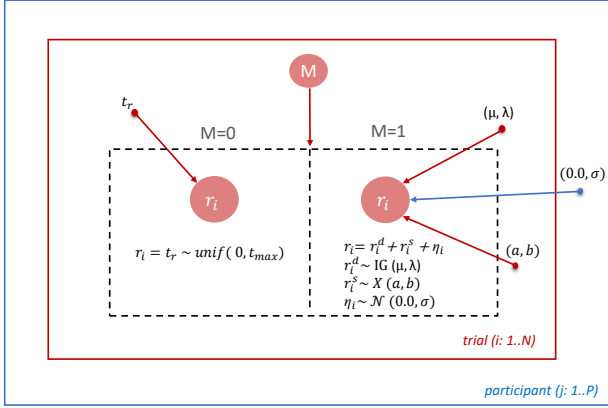 M
t_r
M=0
M=1
(μ, λ)
(0.0, σ)
r_i
r_i
r_i = t_r ~ unif( 0, t_max)
r_i= r_i^d + r_i^s + η_i
r_i^d ~ IG (μ, λ)
r_i^s ~ X (a, b)
η_i ~ 𝒩 (0.0, σ)
(a, b)
trial (i: 1..N)
participant (j: 1..P)